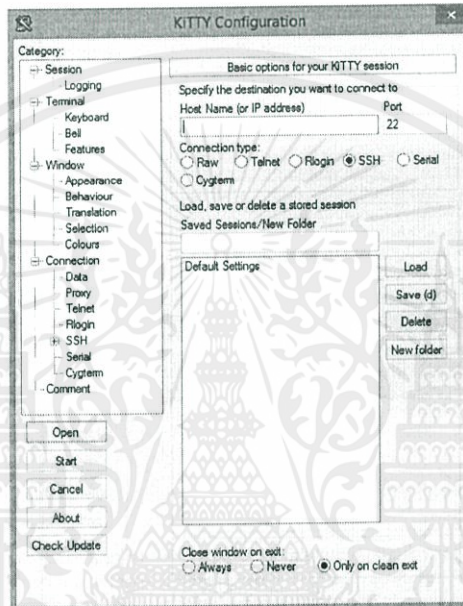 KiTTY Configuration
Category:
Session
Logging
Terminal
Keyboard
Bell
Features
Window
Appearance
Behaviour
Translation
Selection
Colours
Connection
Data
Proxy
Telnet
Rlogin
SSH
Serial
Cygterm
Comment
Open
Start
Cancel
About
Check Update
Basic options for your KiTTY session
Specify the destination you want to connect to
Host Name (or IP address) Port
22
Connection type:
Raw Telnet Rlogin SSH Serial
Cygterm
Load, save or delete a stored session
Saved Sessions/New Folder
Default Settings
Load
Save (d)
Delete
New folder
Close window on exit:
Always Never Only on clean exit